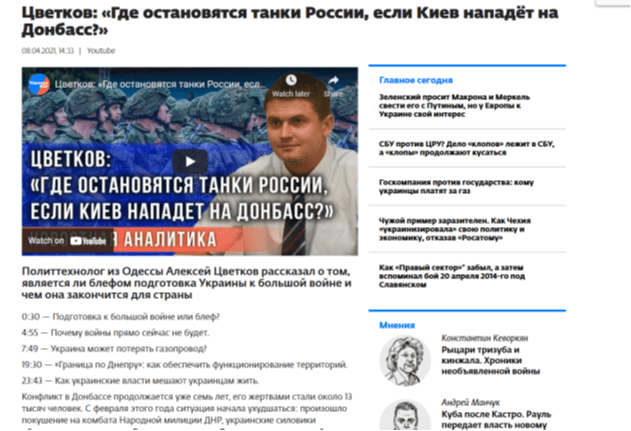 Цветков: «Где остановятся танки России, если Киев нападёт на
Донбасс?»
08.04.2021, 14:33 | Youtube
Цветков: «Где остановятся танки России, есл...
Watch later
Share
ЦВЕТКОВ:
«ГДЕ ОСТАНОВЯТСЯ ТАНКИ РОССИИ,
ЕСЛИ КИЕВ НАПАДЕТ НА ДОНБАСС?»
АНАЛИТИКА
Watch on YouTube
Политтехнолог из Одессы Алексей Цветков рассказал о том,
является ли блефом подготовка Украины к большой войне и
чем она закончится для страны
0:30 — Подготовка к большой войне или блеф?
4:55 — Почему войны прямо сейчас не будет.
7:49 — Украина может потерять газопровод?
19:30 — «Граница по Днепру»: как обеспечить функционирование территорий.
23:43 — Как украинские власти мешают украинцам жить.
Конфликт в Донбассе продолжается уже семь лет, его жертвами стали около 13
тысяч человек. С февраля этого года ситуация начала ухудшаться: произошло
покушение на комбата Народной милиции ДНР, украинские силовики
Главное сегодня
Зеленский просит Макрона и Меркель
свести его с Путиным, но у Европы к
Украине свой интерес
СБУ против ЦРУ? Дело «клопов» лежит в СБУ,
а «клопы» продолжают кусаться
Госкомпания против государства: кому
украинцы платят за газ
Чужой пример заразителен. Как Чехия
«украинизировала» свою политику и
экономику, отказав «Росатому»
Как «Правый сектор»* забыл, а затем
вспомнил бой 20 апреля 2014-го под
Славянском
Мнения
Константин Кеворкян
Рыцари тризуба и
кинжала. Хроники
необъявленной войны
Андрей Манчук
Куба после Кастро. Рауль
передает власть новому